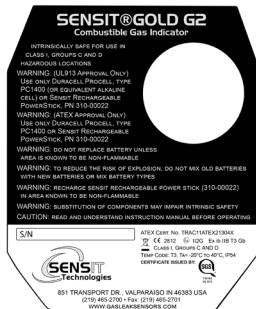 SENSIT®GOLD G2
Combustible Gas Indicator
INTRINSICALLY SAFE FOR USE IN
CLASS I, GROUPS C AND D
HAZARDOUS LOCATIONS
WARNING: (UL913 APPROVAL ONLY)
USE ONLY DURACELL PROCELL, TYPE
PC1400 (OR EQUIVALENT ALKALINE
CELL) OR SENSIT RECHARGEABLE
POWERSTICK, PN 310-00022
WARNING: (ATEX APPROVAL ONLY)
USE ONLY DURACELL PROCELL, TYPE
PC1400 OR SENSIT RECHARGEABLE
POWERSTICK, PN 310-00022
WARNING: DO NOT REPLACE BATTERY UNLESS
AREA IS KNOWN TO BE NON-FLAMMABLE
WARNING: TO REDUCE THE RISK OF EXPLOSION, DO NOT MIX OLD BATTERIES
WITH NEW BATTERIES OR MIX BATTERY TYPES
WARNING: RECHARGE SENSIT RECHARGEABLE POWER STICK (310-00022)
IN AREA KNOWN TO BE NON-FLAMMABLE
WARNING: SUBSTITUTION OF COMPONENTS MAY IMPAIR INTRINSIC SAFETY
CAUTION: READ AND UNDERSTAND INSTRUCTION MANUAL BEFORE OPERATING
S/N
ATEX CERT. NO. TRAC11ATEX21304X
CE 2812 II2G Ex ib IIB T3 Gb
CLASS I, GROUPS C AND D
TEMP CODE: T3, TA= -20°C TO 40°C, IP54
CERTIFICATE ISSUED BY:
SGS
SENSIT
Technologies
851 TRANSPORT DR., VALPARAISO IN 46383 USA
(219) 465-2700 • Fax: (219) 465-2701
WWW.GASLEAKSENSORS.COM